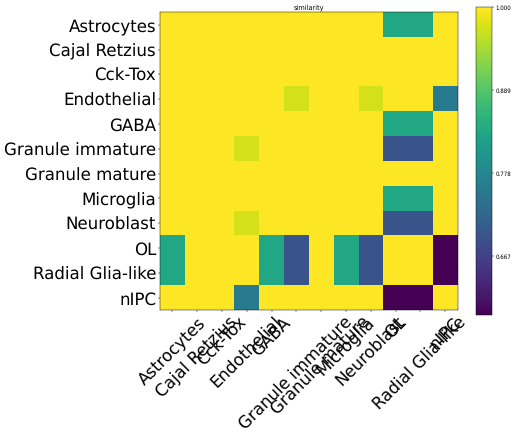 similarity
Astrocytes
Cajal Retzius
Cck-Tox
Endothelial
GABA
Granule immature
Granule mature
Microglia
Neuroblast
OL
Radial Glia-like
nIPC
Astrocytes
Cajal Retzius
Cck-Tox
Endothelial
GABA
Granule immature
Granule mature
Microglia
Neuroblast
OL
Radial Glia-like
nIPC
1.000
0.889
0.778
0.667